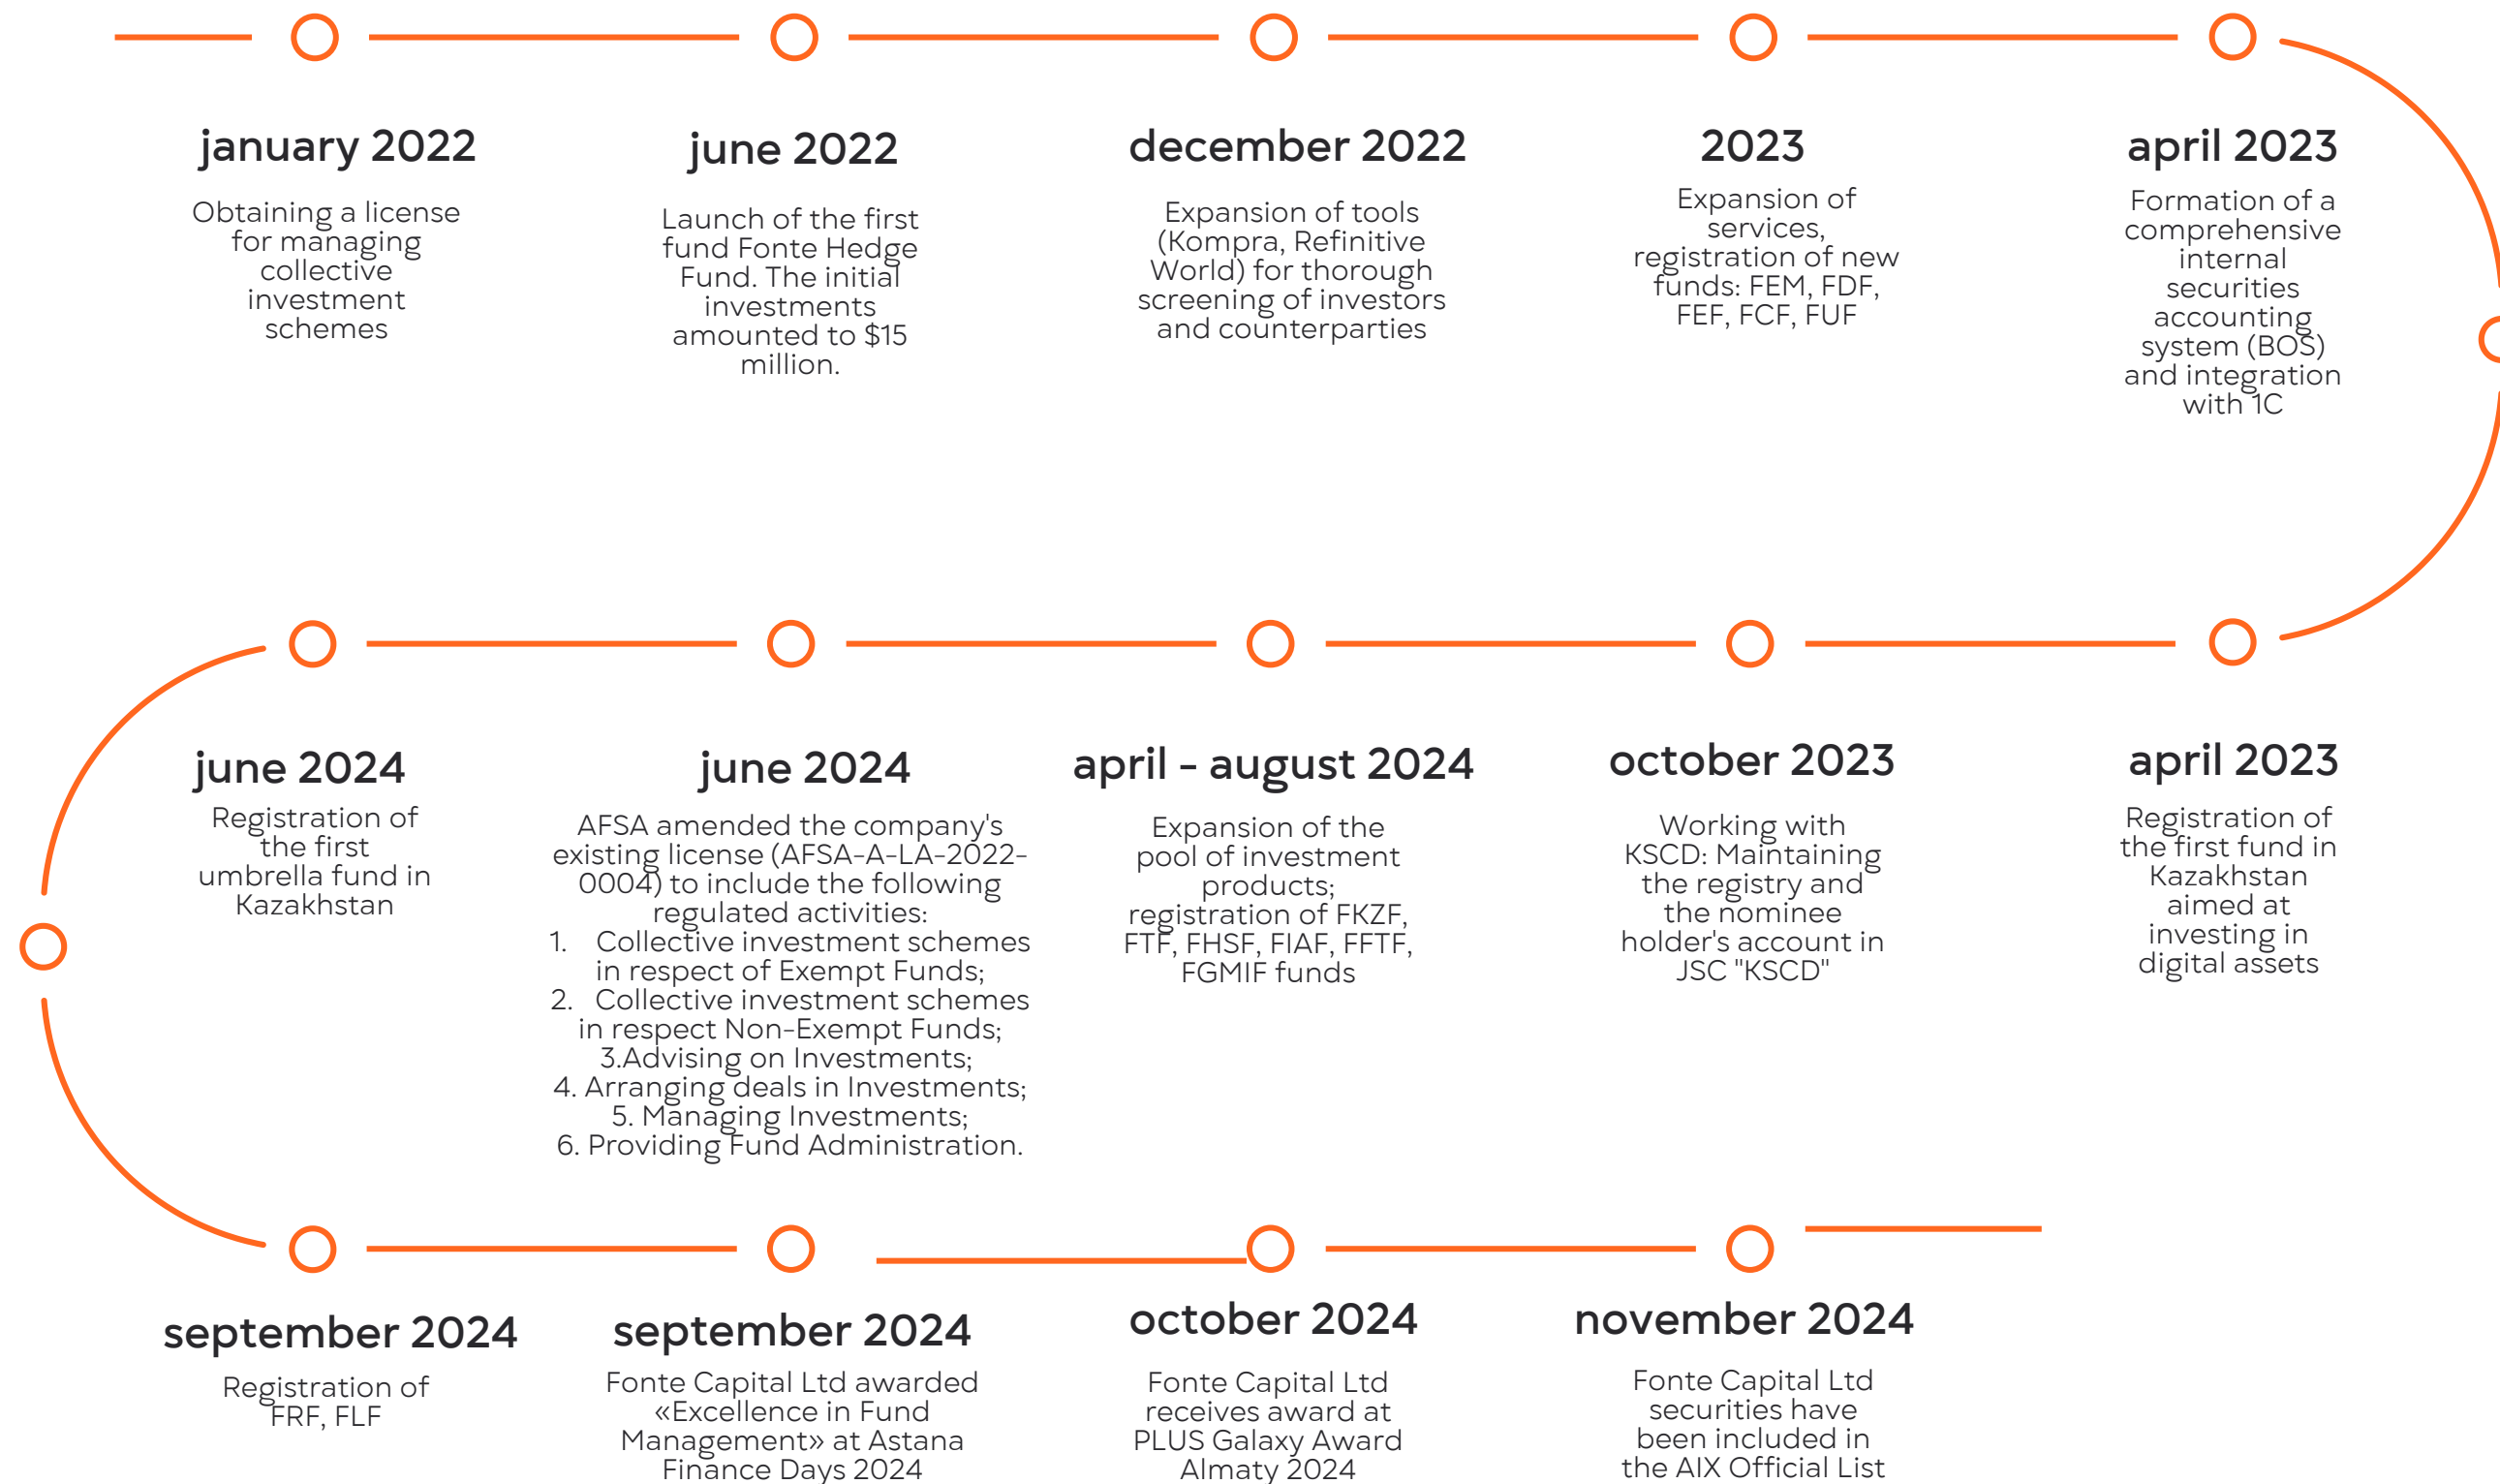 january 2022
Obtaining a license
for managing
collective
investment
schemes
june 2022
Launch of the first
fund Fonte Hedge
Fund. The initial
investments
amounted to $15
million.
december 2022
Expansion of tools
(Kompra, Refinitive
World) for thorough
screening of investors
and counterparties
2023
Expansion of
services,
registration of new
funds: FEM, FDF,
FEF, FCF, FUF
april 2023
Formation of a
comprehensive
internal
securities
accounting
system (BOS)
and integration
with 1C
june 2024
Registration of
the first
umbrella fund in
Kazakhstan
june 2024
AFSA amended the company's
existing license (AFSA-A-LA-2022-
0004) to include the following
regulated activities:
1. Collective investment schemes
in respect of Exempt Funds;
2. Collective investment schemes
in respect Non-Exempt Funds;
3.Advising on Investments;
4. Arranging deals in Investments;
5. Managing Investments;
6. Providing Fund Administration.
april - august 2024
Expansion of the
pool of investment
products;
registration of FKZF,
FTF, FHSF, FIAF, FFTF,
FGMIF funds
october 2023
Working with
KSCD: Maintaining
the registry and
the nominee
holder's account in
JSC "KSCD"
april 2023
Registration of
the first fund in
Kazakhstan
aimed at
investing in
digital assets
september 2024
Registration of
FRF, FLF
september 2024
Fonte Capital Ltd awarded
«Excellence in Fund
Management» at Astana
Finance Days 2024
october 2024
Fonte Capital Ltd
receives award at
PLUS Galaxy Award
Almaty 2024
november 2024
Fonte Capital Ltd
securities have
been included in
the AIX Official List